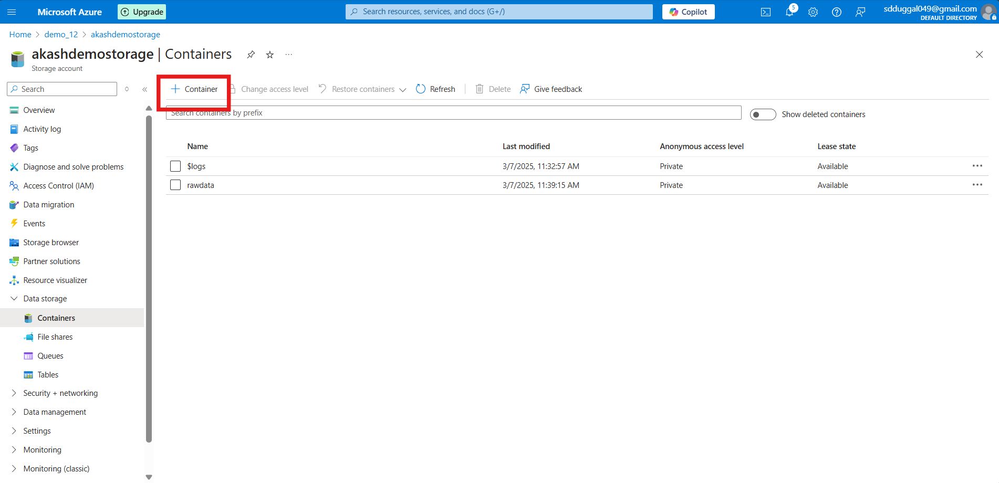 Microsoft Azure
Upgrade
Search resources, services, and docs (G+/)
Copilot
5
sdduggal049@gmail.com
DEFAULT DIRECTORY
Home > demo_12 > akashdemostorage
akashdemostorage | Containers
Storage account
Search
Container
Change access level
Restore containers
Refresh
Delete
Give feedback
Search containers by prefix
Show deleted containers
Overview
Activity log
Tags
Diagnose and solve problems
Access Control (IAM)
Data migration
Events
Storage browser
Partner solutions
Resource visualizer
Data storage
Containers
File shares
Queues
Tables
Security + networking
Data management
Settings
Monitoring
Monitoring (classic)
Name Last modified Anonymous access level Lease state
$logs 3/7/2025, 11:32:57 AM Private Available
rawdata 3/7/2025, 11:39:15 AM Private Available